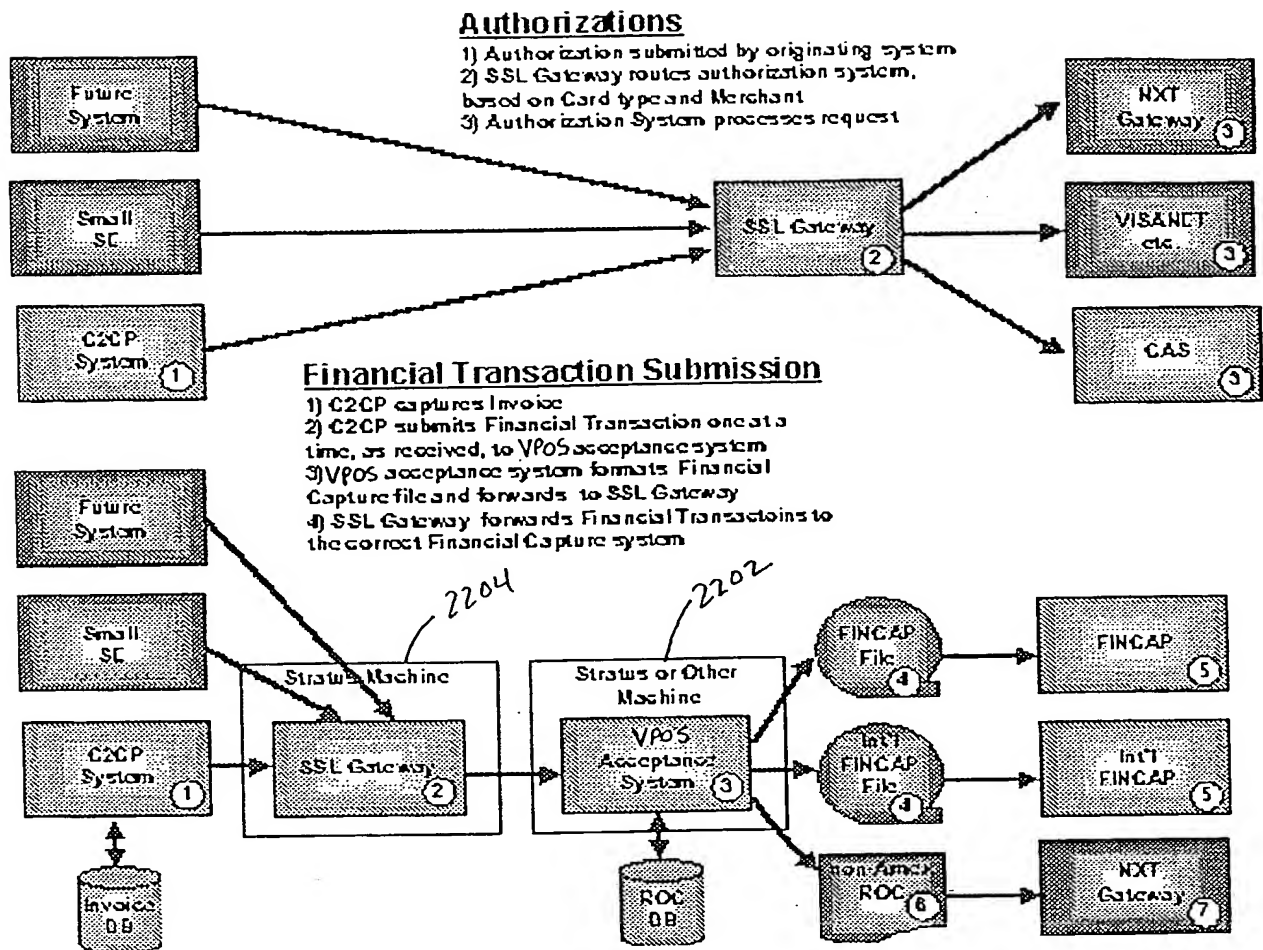 Authorizations
1) Authorization submitted by originating system
2) SSL Gateway routes authorization system,
based on Card type and Merchant
3) Authorization System processes request
Future
System
NXT
Gateway
3
Small
SE
SSL Gateway
2
VISANET
etc.
3
C2CP
System
1
CAS
3
Financial Transaction Submission
1) C2CP captures Invoice
2) C2CP submits Financial Transaction one at a
time, as received, to VPOS acceptance system
3)VPOS acceptance system formats Financial
Capture file and forwards to SSL Gateway
4) SSL Gateway forwards Financial Transactoins to
the correct Financial Capture system
Future
System
2204
2202
Small
SE
Stratus Machine
Stratus or Other
Machine
FINCAP
File
4
FINCAP
5
C2CP
System
1
SSL Gateway
2
VPOS
Acceptance
System
3
Int'l
FINCAP
File
4
Int'l
FINCAP
5
Invoice
DB
ROC
DB
non-Amex
ROC
6
NXT
Gateway
7